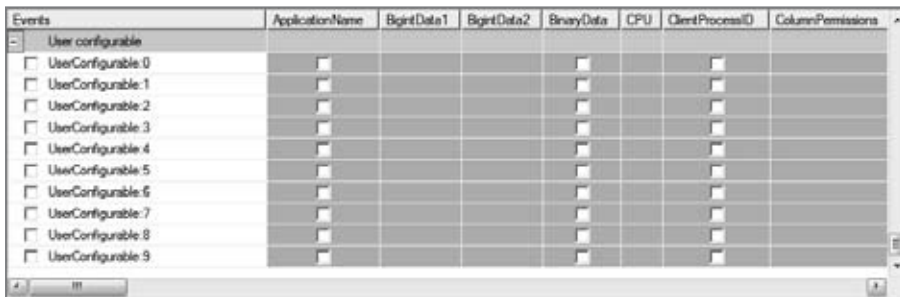 Events ApplicationName BigintData1 BigintData2 BinaryData CPU ClientProcessID ColumnPermissions
User configurable
UserConfigurable:0
UserConfigurable:1
UserConfigurable:2
UserConfigurable:3
UserConfigurable:4
UserConfigurable:5
UserConfigurable:6
UserConfigurable:7
UserConfigurable:8
UserConfigurable:9